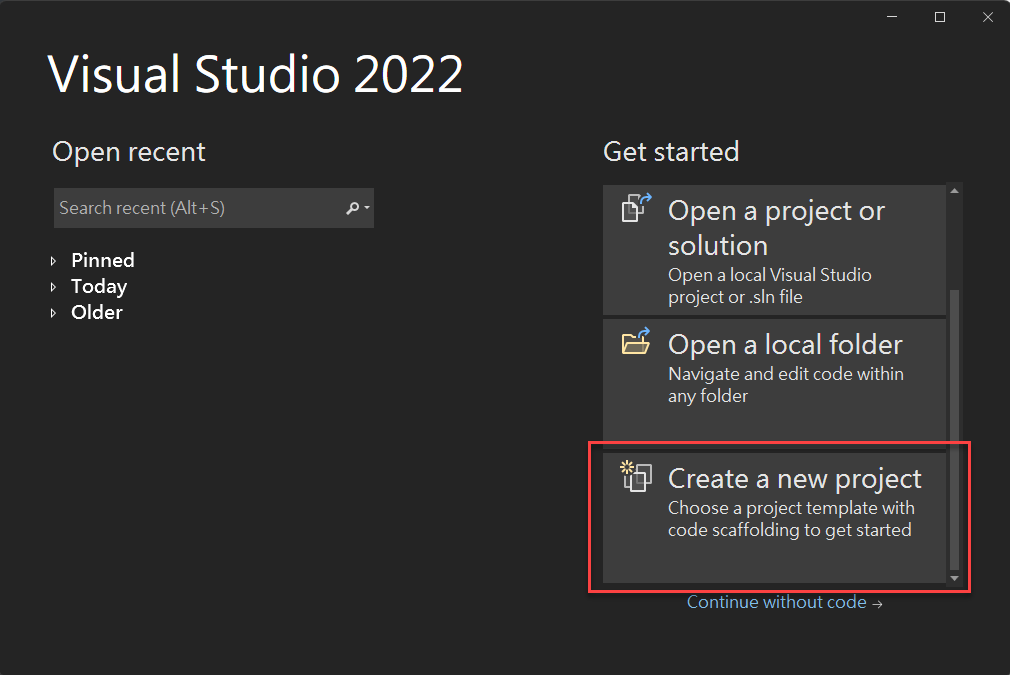 Visual Studio 2022
Open recent
Search recent (Alt+S)
Pinned
Today
Older
Get started
Open a project or
solution
Open a local Visual Studio
project or .sln file
Open a local folder
Navigate and edit code within
any folder
Create a new project
Choose a project template with
code scaffolding to get started
Continue without code →